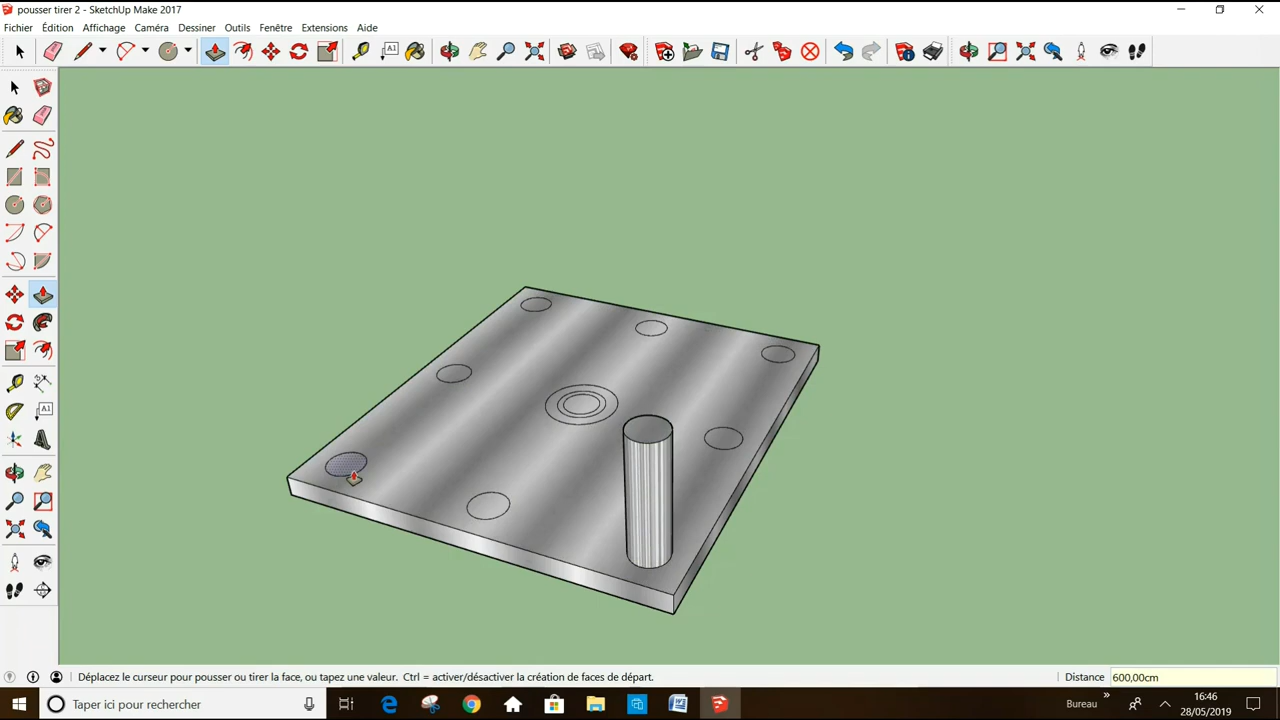 pousser tirer 2 - SketchUp Make 2017
Fichier Édition Affichage Caméra Dessiner Outils Fenêtre Extensions Aide
A1
A1
Déplacez le curseur pour pousser ou tirer la face, ou tapez une valeur. Ctrl = activer/désactiver la création de faces de départ. Distance 600,00cm
Taper ici pour rechercher
Bureau
16:46
28/05/2019